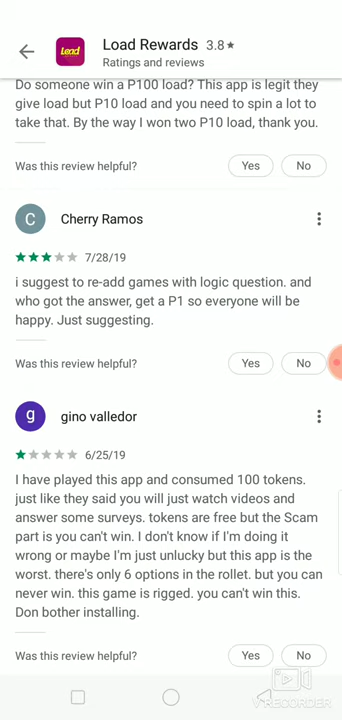 Load
Load Rewards 3.8★
Ratings and reviews
Do someone win a P100 load? This app is legit they
give load but P10 load and you need to spin a lot to
take that. By the way I won two P10 load, thank you.
Was this review helpful? Yes No
C Cherry Ramos
7/28/19
i suggest to re-add games with logic question. and
who got the answer, get a P1 so everyone will be
happy. Just suggesting.
Was this review helpful? Yes No
g gino valledor
6/25/19
I have played this app and consumed 100 tokens.
just like they said you will just watch videos and
answer some surveys. tokens are free but the Scam
part is you can't win. I don't know if I'm doing it
wrong or maybe I'm just unlucky but this app is the
worst. there's only 6 options in the rollet. but you can
never win. this game is rigged. you can't win this.
Don bother installing.
Was this review helpful? Yes No
VRECORDER